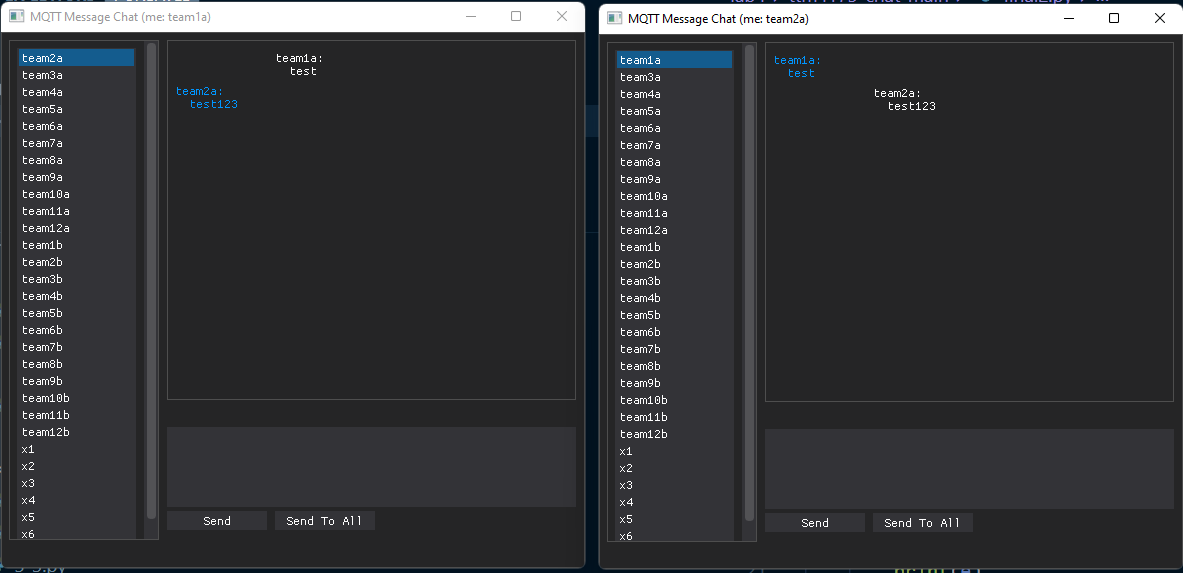 MQTT Message Chat (me: team1a)
team2a
team3a
team4a
team5a
team6a
team7a
team8a
team9a
team10a
team11a
team12a
team1b
team2b
team3b
team4b
team5b
team6b
team7b
team8b
team9b
team10b
team11b
team12b
x1
x2
x3
x4
x5
x6
team1a:
test
team2a:
test123
Send
Send To All
MQTT Message Chat (me: team2a)
team1a
team3a
team4a
team5a
team6a
team7a
team8a
team9a
team10a
team11a
team12a
team1b
team2b
team3b
team4b
team5b
team6b
team7b
team8b
team9b
team10b
team11b
team12b
x1
x2
x3
x4
x5
x6
team1a:
test
team2a:
test123
Send
Send To All